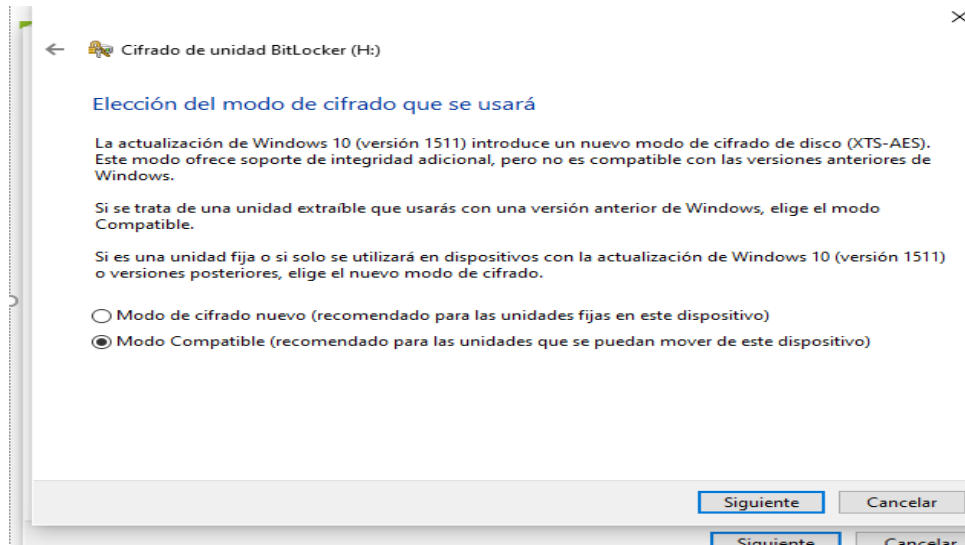 Cifrado de unidad BitLocker (H:)
Elección del modo de cifrado que se usará
La actualización de Windows 10 (versión 1511) introduce un nuevo modo de cifrado de disco (XTS-AES).
Este modo ofrece soporte de integridad adicional, pero no es compatible con las versiones anteriores de
Windows.
Si se trata de una unidad extraíble que usarás con una versión anterior de Windows, elige el modo
Compatible.
Si es una unidad fija o si solo se utilizará en dispositivos con la actualización de Windows 10 (versión 1511)
o versiones posteriores, elige el nuevo modo de cifrado.
Modo de cifrado nuevo (recomendado para las unidades fijas en este dispositivo)
Modo Compatible (recomendado para las unidades que se puedan mover de este dispositivo)
Siguiente Cancelar
Siguiente Cancelar